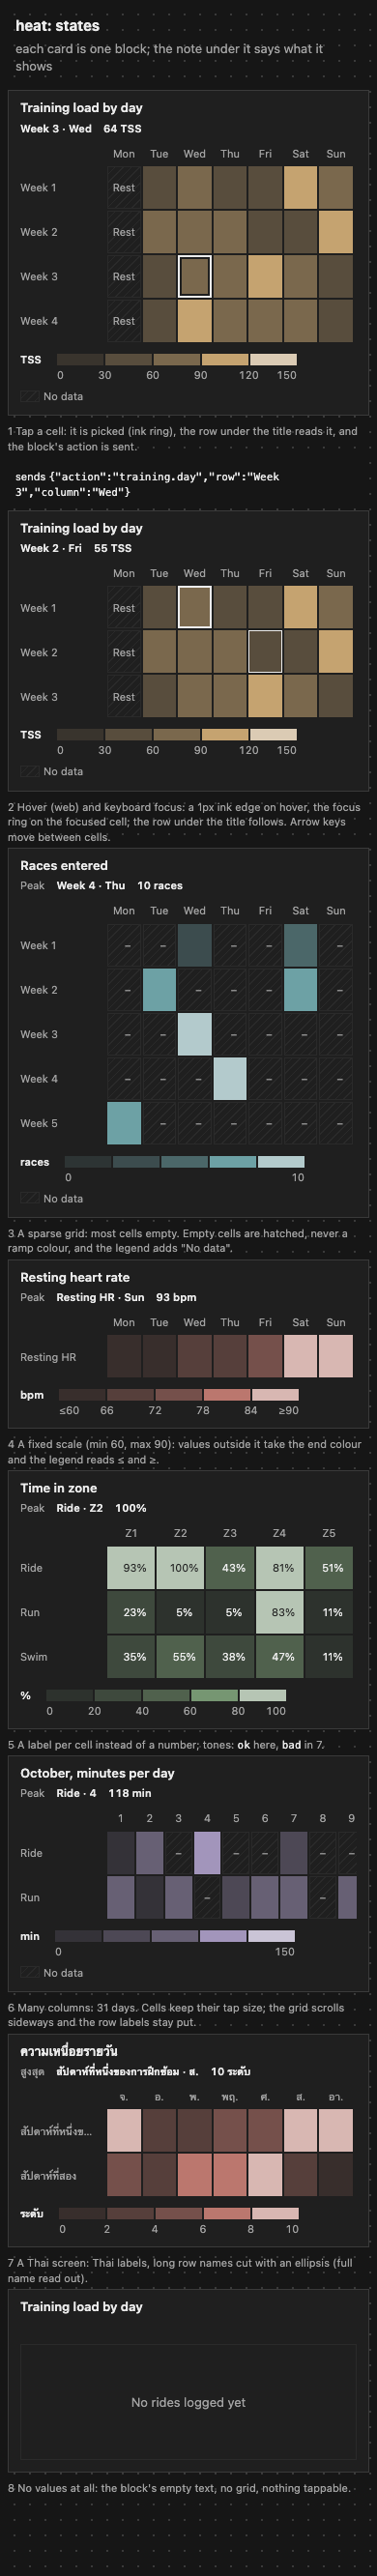 heat: states
each card is one block; the note under it says what it
shows
Training load by day
Week 3 · Wed 64 TSS
Mon Tue Wed Thu Fri Sat Sun
Week 1 Rest
Week 2 Rest
Week 3 Rest
Week 4 Rest
TSS
0 30 60 90 120 150
No data
1 Tap a cell: it is picked (ink ring), the row under the title reads it, and
the block's action is sent.
sends {"action":"training.day","row":"Week
3","column":"Wed"}
Training load by day
Week 2 · Fri 55 TSS
Mon Tue Wed Thu Fri Sat Sun
Week 1 Rest
Week 2 Rest
Week 3 Rest
TSS
0 30 60 90 120 150
No data
2 Hover (web) and keyboard focus: a 1px ink edge on hover, the focus
ring on the focused cell; the row under the title follows. Arrow keys
move between cells.
Races entered
Peak Week 4 · Thu 10 races
Mon Tue Wed Thu Fri Sat Sun
Week 1 – – – – –
Week 2 – – – – –
Week 3 – – – – – –
Week 4 – – – – – –
Week 5 – – – – – –
races
0 10
No data
3 A sparse grid: most cells empty. Empty cells are hatched, never a
ramp colour, and the legend adds "No data".
Resting heart rate
Peak Resting HR · Sun 93 bpm
Mon Tue Wed Thu Fri Sat Sun
Resting HR
bpm
≤60 66 72 78 84 ≥90
4 A fixed scale (min 60, max 90): values outside it take the end colour
and the legend reads ≤ and ≥.
Time in zone
Peak Ride · Z2 100%
Z1 Z2 Z3 Z4 Z5
Ride 93% 100% 43% 81% 51%
Run 23% 5% 5% 83% 11%
Swim 35% 55% 38% 47% 11%
%
0 20 40 60 80 100
5 A label per cell instead of a number; tones: ok here, bad in 7.
October, minutes per day
Peak Ride · 4 118 min
1 2 3 4 5 6 7 8 9
Ride – – – – –
Run – –
min
0 150
No data
6 Many columns: 31 days. Cells keep their tap size; the grid scrolls
sideways and the row labels stay put.
ความเหนื่อยรายวัน
สูงสุด สัปดาห์ที่หนึ่งของการฝึกซ้อม · ส. 10 ระดับ
จ. อ. พ. พฤ. ศ. ส. อา.
สัปดาห์ที่หนึ่งข...
สัปดาห์ที่สอง
ระดับ
0 2 4 6 8 10
7 A Thai screen: Thai labels, long row names cut with an ellipsis (full
name read out).
Training load by day
No rides logged yet
8 No values at all: the block's empty text, no grid, nothing tappable.